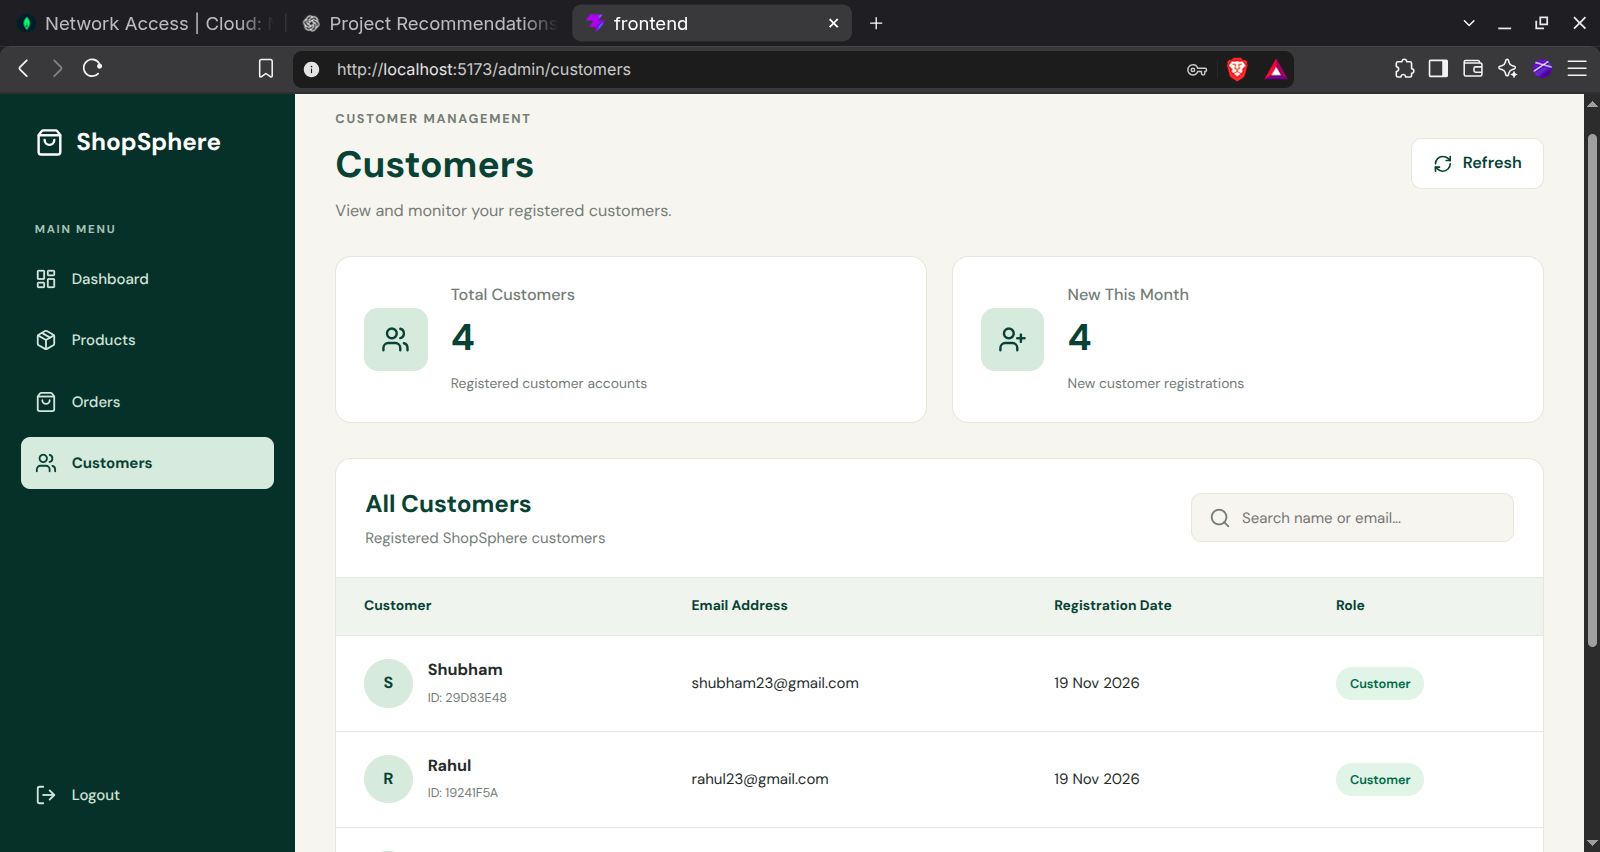 Network Access | Cloud:
Project Recommendations
frontend
http://localhost:5173/admin/customers
ShopSphere
MAIN MENU
Dashboard
Products
Orders
Customers
Logout
CUSTOMER MANAGEMENT
Customers
View and monitor your registered customers.
Refresh
Total Customers
4
Registered customer accounts
New This Month
4
New customer registrations
All Customers
Registered ShopSphere customers
Search name or email...
Customer Email Address Registration Date Role
S Shubham shubham23@gmail.com 19 Nov 2026 Customer
ID: 29D83E48
R Rahul rahul23@gmail.com 19 Nov 2026 Customer
ID: 19241F5A